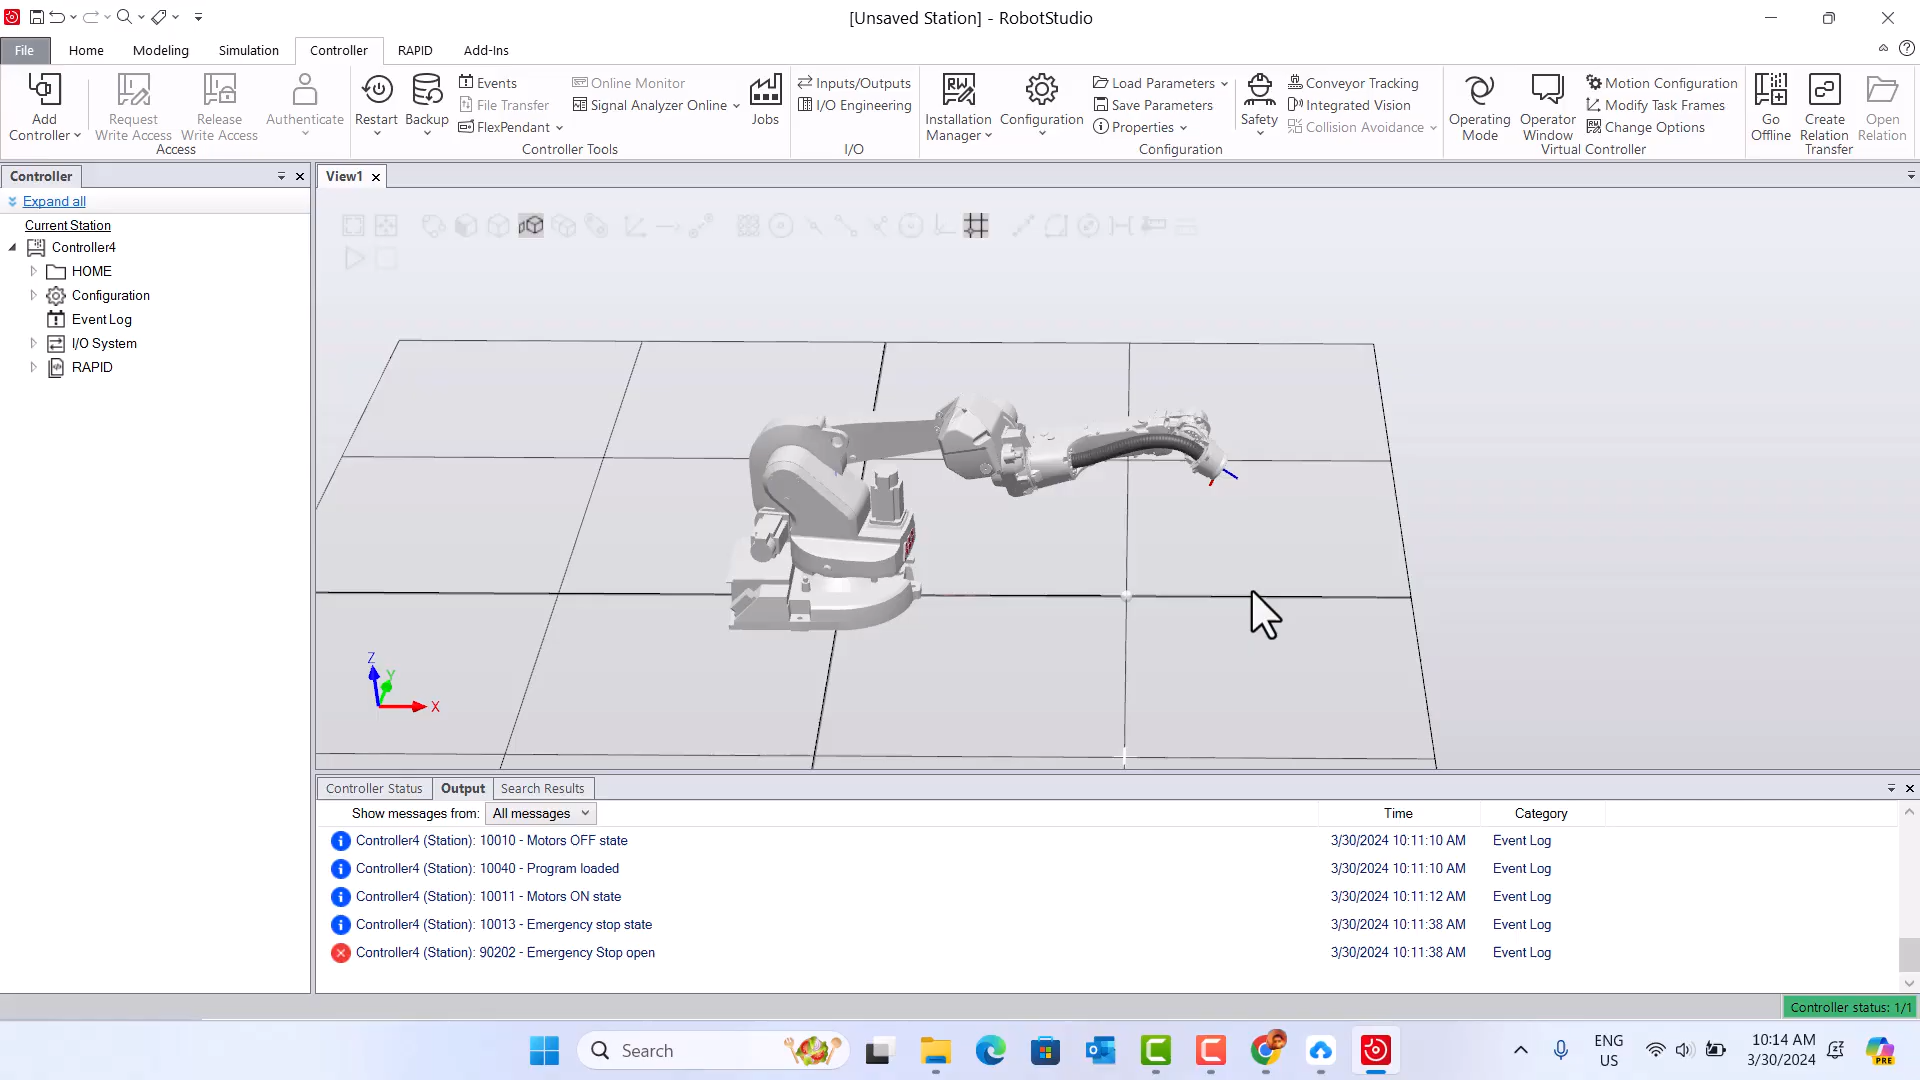 [Unsaved Station] - RobotStudio
File Home Modeling Simulation Controller RAPID Add-Ins
Add Controller
Request Write Access
Release Write Access
Authenticate
Access
Restart
Backup
Events
File Transfer
FlexPendant
Online Monitor
Signal Analyzer Online
Jobs
Controller Tools
Inputs/Outputs
I/O Engineering
I/O
Installation Manager
Configuration
Load Parameters
Save Parameters
Properties
Safety
Conveyor Tracking
Integrated Vision
Collision Avoidance
Configuration
Operating Mode
Operator Window
Motion Configuration
Modify Task Frames
Change Options
Virtual Controller
Go Offline
Create Relation
Open Relation
Transfer
Controller
Expand all
Current Station
Controller4
HOME
Configuration
Event Log
I/O System
RAPID
View1
Z
Y
X
Controller Status Output Search Results
Show messages from: All messages Time Category
Controller4 (Station): 10010 - Motors OFF state 3/30/2024 10:11:10 AM Event Log
Controller4 (Station): 10040 - Program loaded 3/30/2024 10:11:10 AM Event Log
Controller4 (Station): 10011 - Motors ON state 3/30/2024 10:11:12 AM Event Log
Controller4 (Station): 10013 - Emergency stop state 3/30/2024 10:11:38 AM Event Log
Controller4 (Station): 90202 - Emergency Stop open 3/30/2024 10:11:38 AM Event Log
Controller status: 1/1
Search
ENG
US
10:14 AM
3/30/2024
PRE